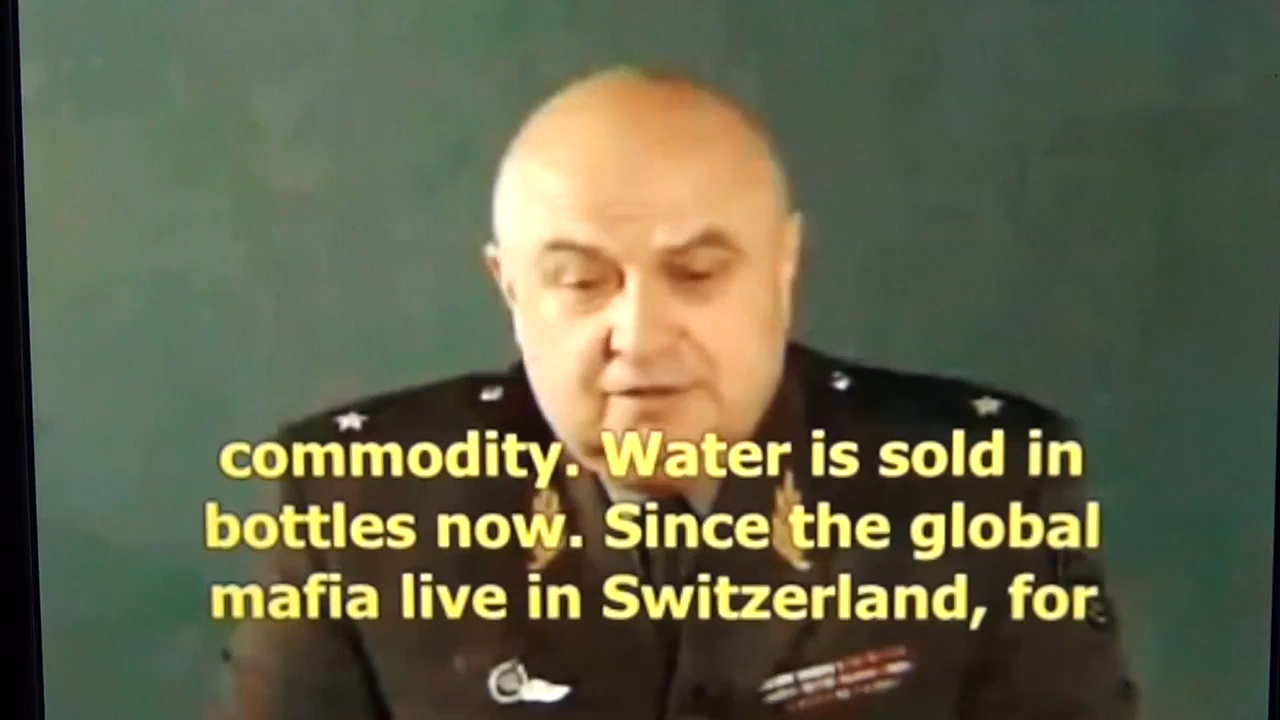 commodity. Water is sold in
bottles now. Since the global
mafia live in Switzerland, for